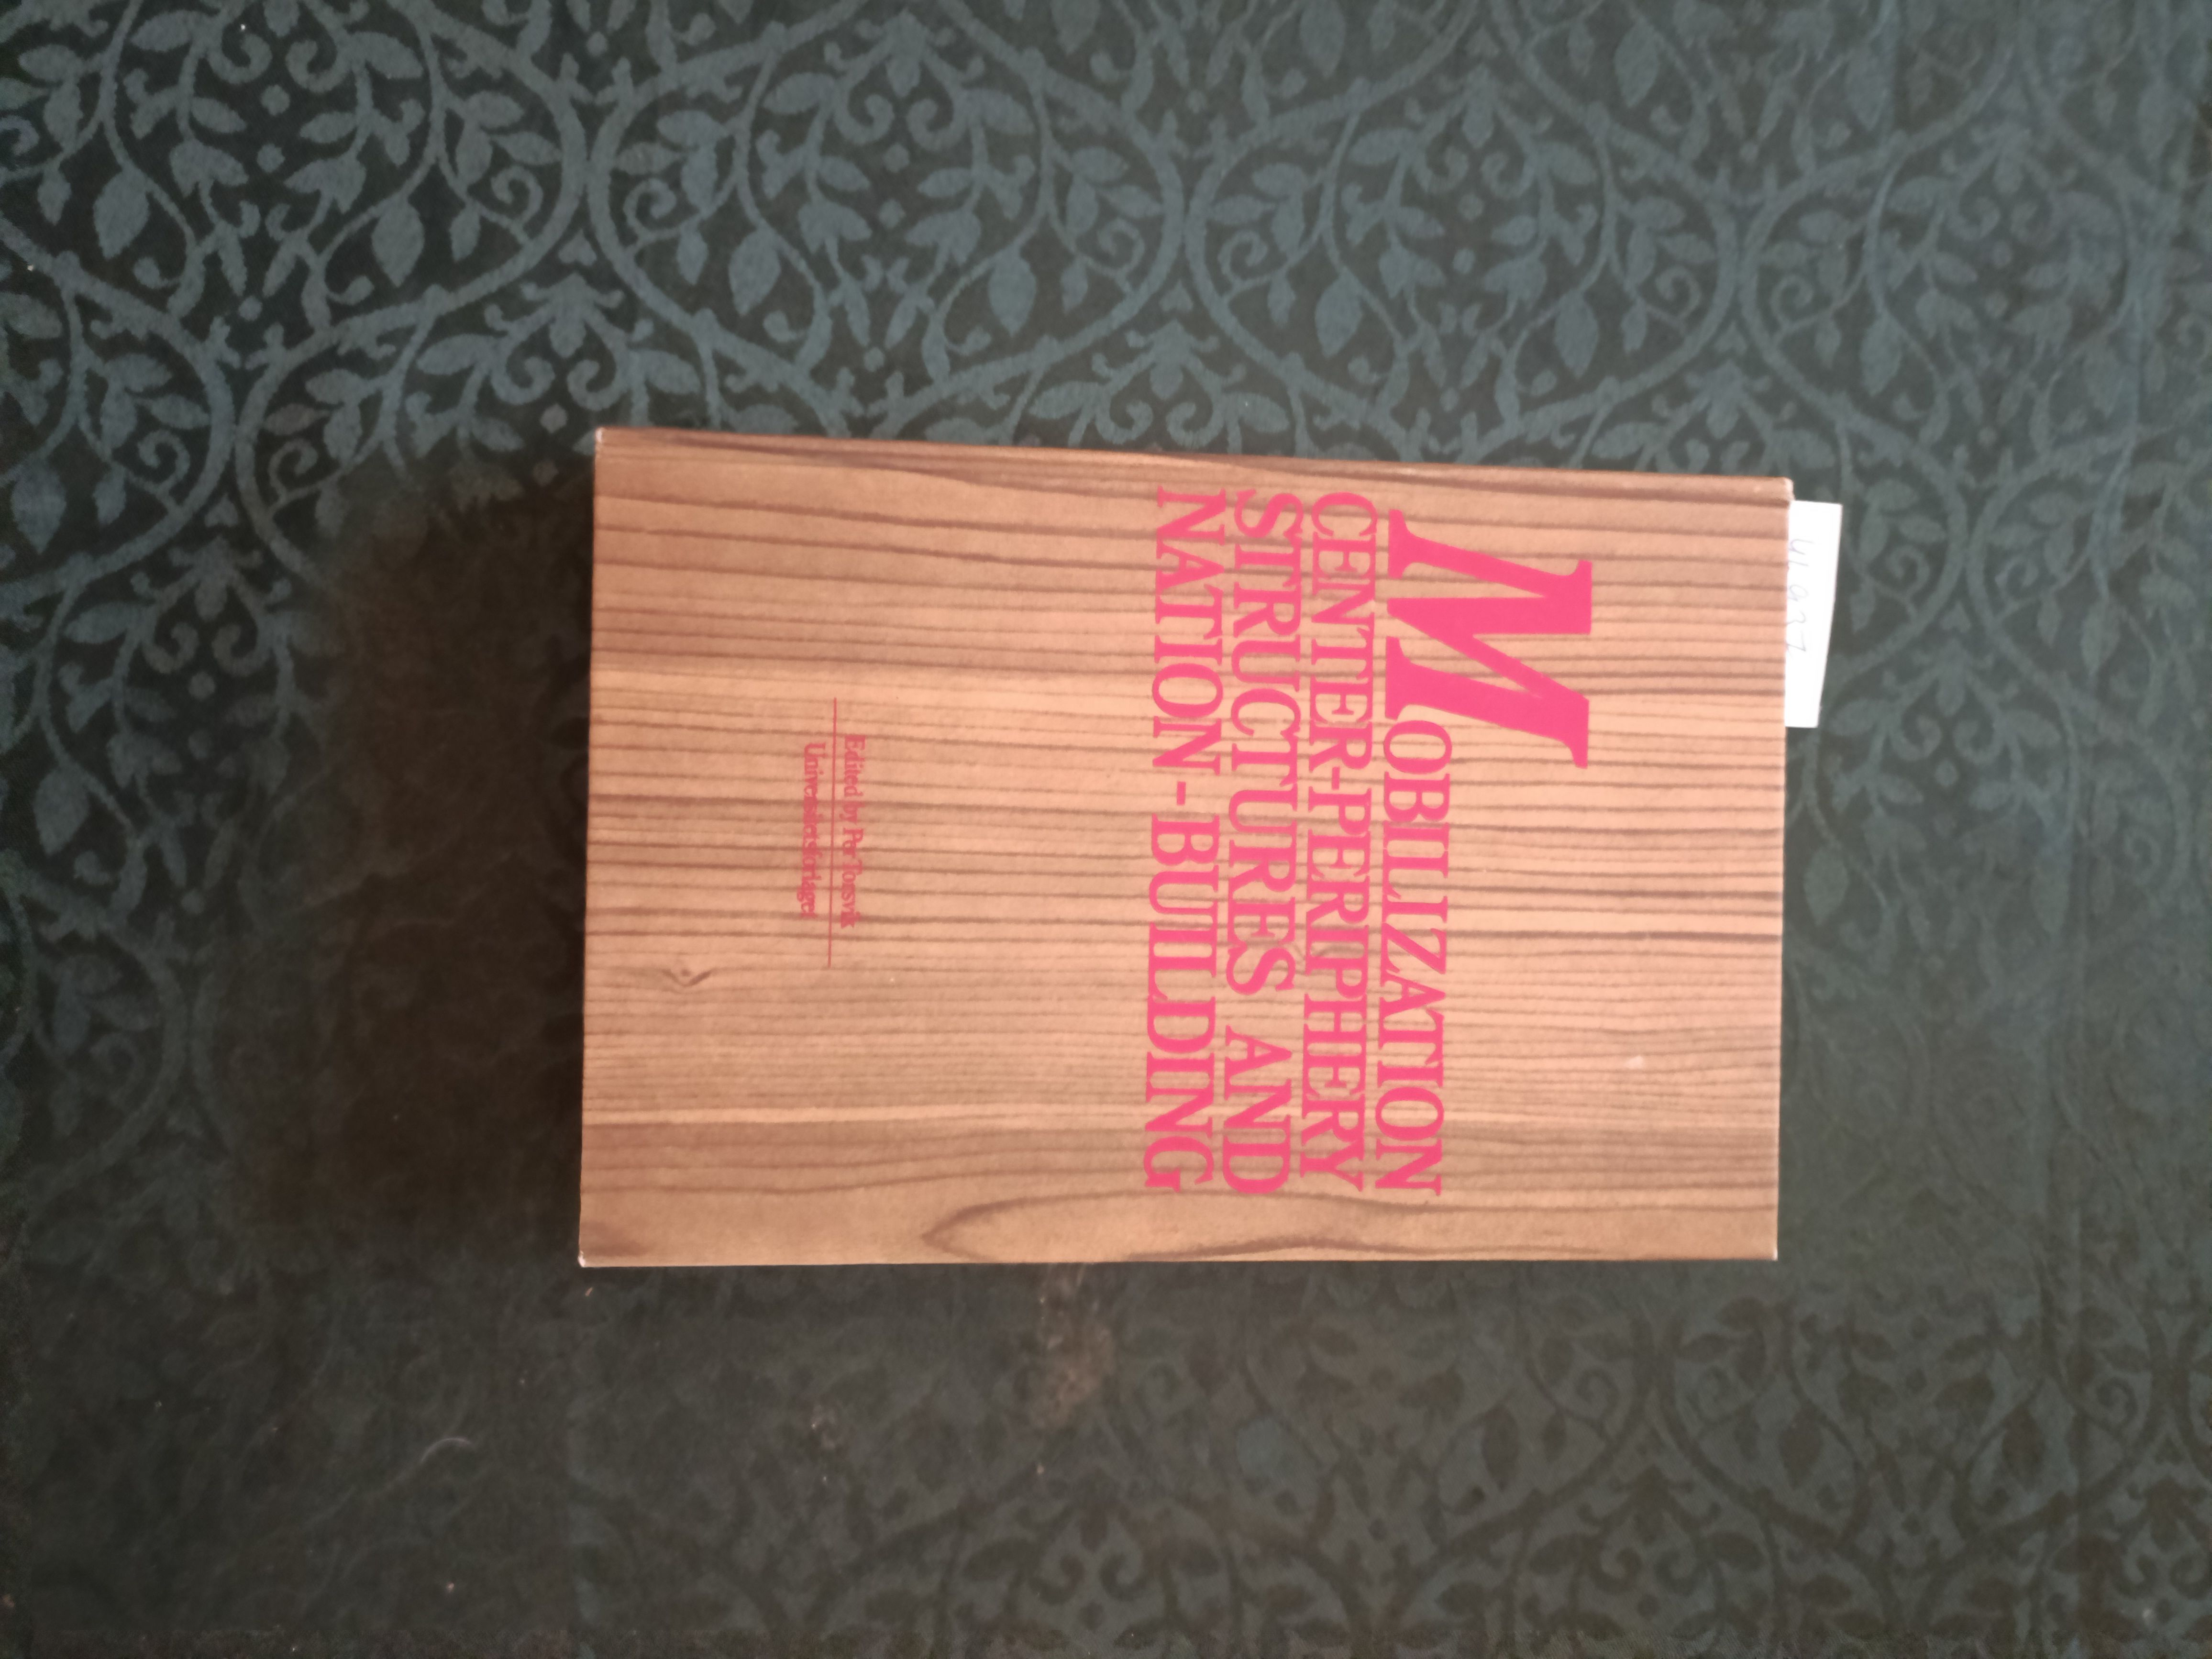 MOBILIZATION
CENTER-PERIPHERY
STRUCTURES AND
NATION-BUILDING
Edited by Per Torsvik
Universitetsforlaget